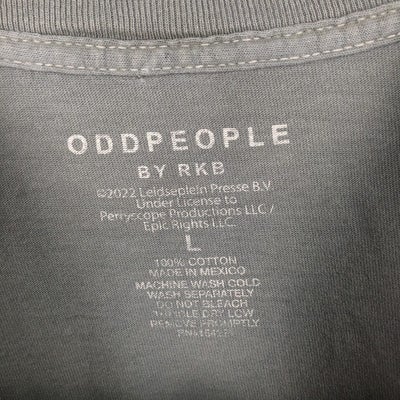 ODDPEOPLE
BY RKB
©2022 Leidseplein Presse B.V.
Under License to
Perryscope Productions LLC /
Epic Rights LLC.
L
100% COTTON
MADE IN MEXICO
MACHINE WASH COLD
WASH SEPARATELY
DO NOT BLEACH
TUMBLE DRY LOW
REMOVE PROMPTLY